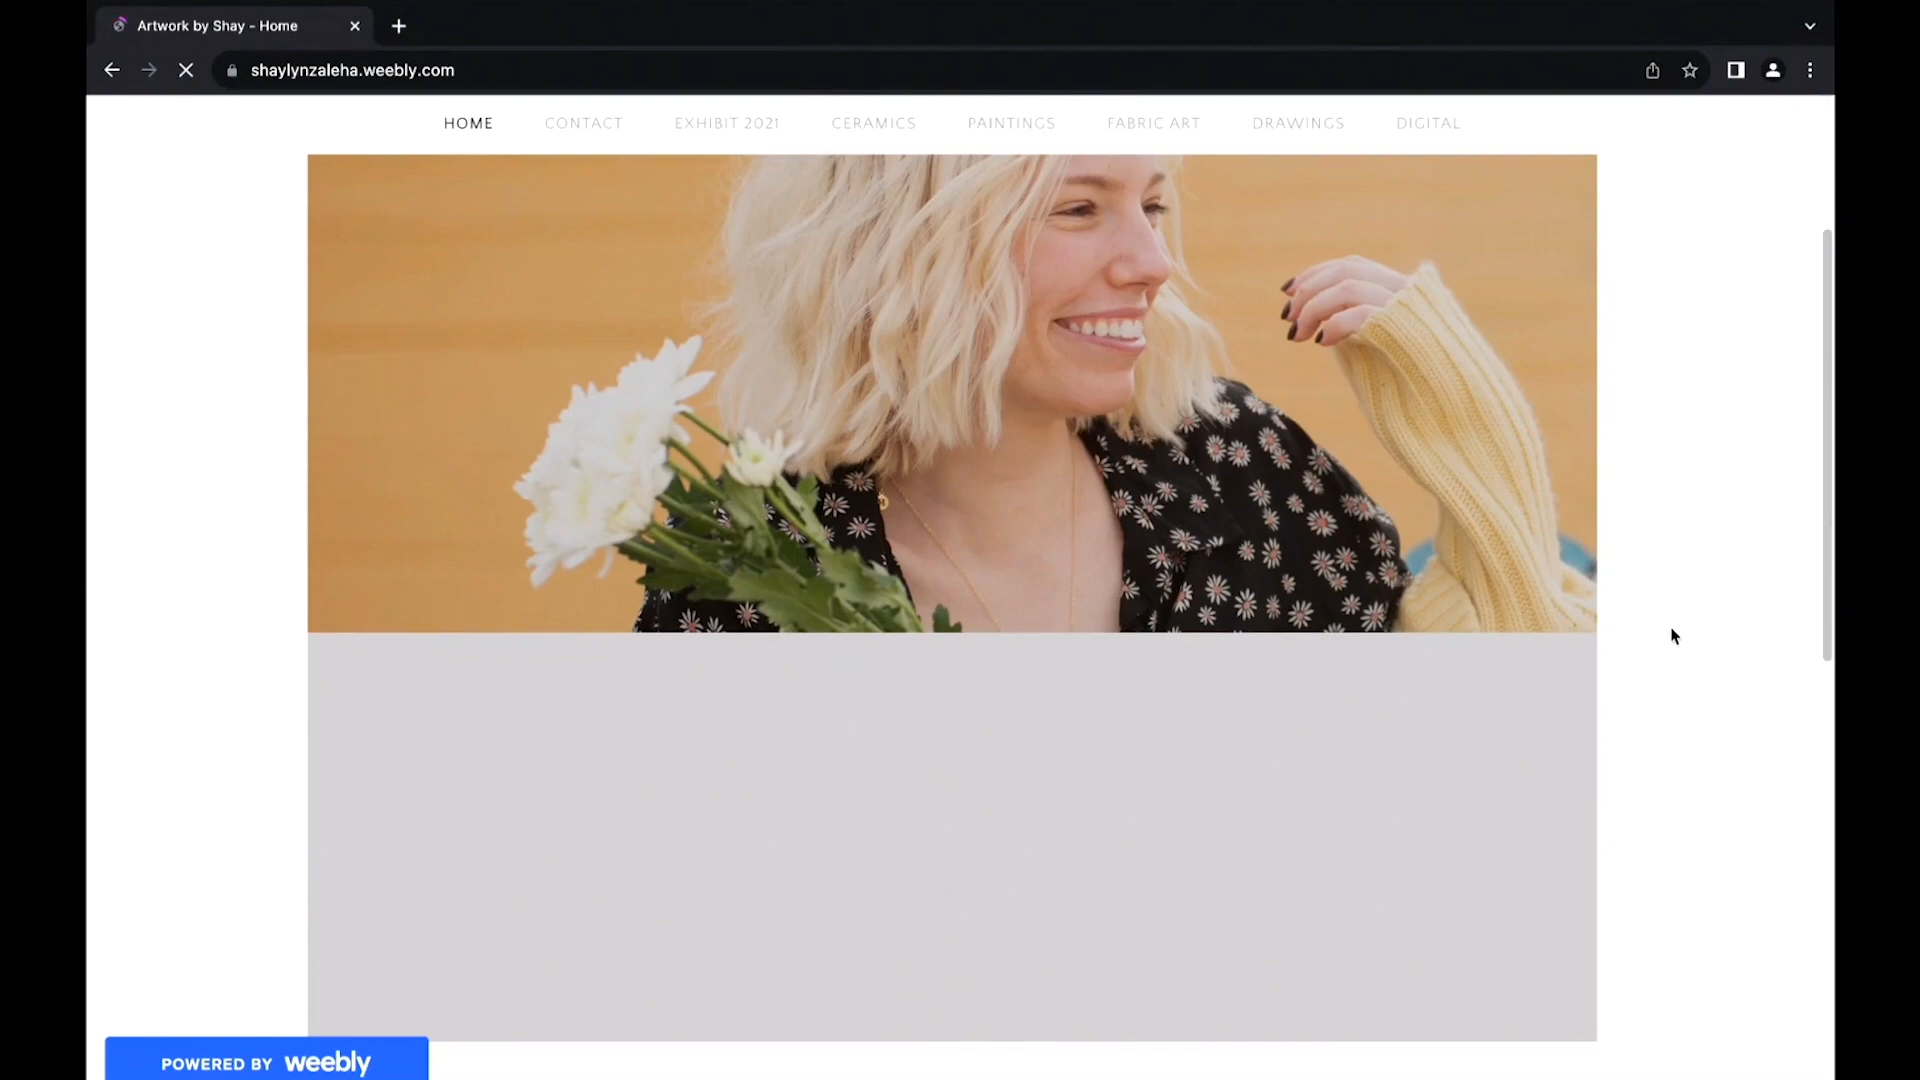 Artwork by Shay - Home
shaylynzaleha.weebly.com
HOME CONTACT EXHIBIT 2021 CERAMICS PAINTINGS FABRIC ART DRAWINGS DIGITAL
POWERED BY weebly